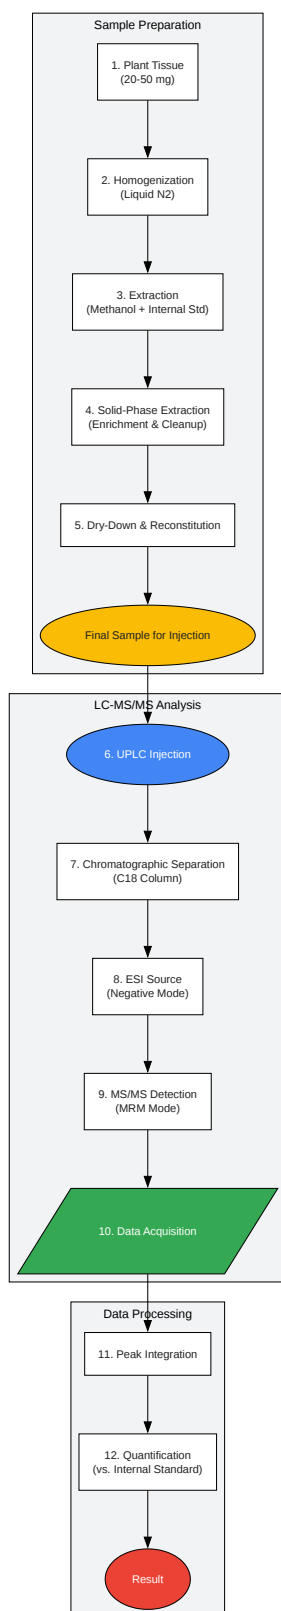 Sample Preparation
1. Plant Tissue
(20-50 mg)
2. Homogenization
(Liquid N2)
3. Extraction
(Methanol + Internal Std)
4. Solid-Phase Extraction
(Enrichment & Cleanup)
5. Dry-Down & Reconstitution
Final Sample for Injection
LC-MS/MS Analysis
6. UPLC Injection
7. Chromatographic Separation
(C18 Column)
8. ESI Source
(Negative Mode)
9. MS/MS Detection
(MRM Mode)
10. Data Acquisition
Data Processing
11. Peak Integration
12. Quantification
(vs. Internal Standard)
Result